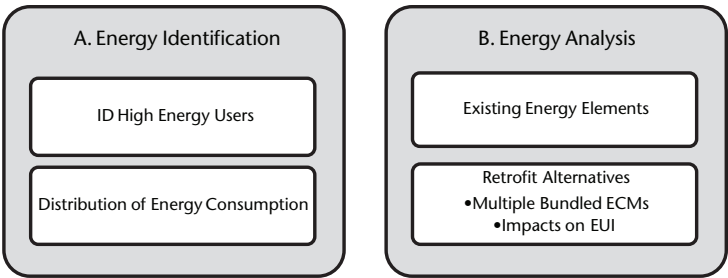 A. Energy Identification
ID High Energy Users
Distribution of Energy Consumption
B. Energy Analysis
Existing Energy Elements
Retrofit Alternatives
•Multiple Bundled ECMs
•Impacts on EUI